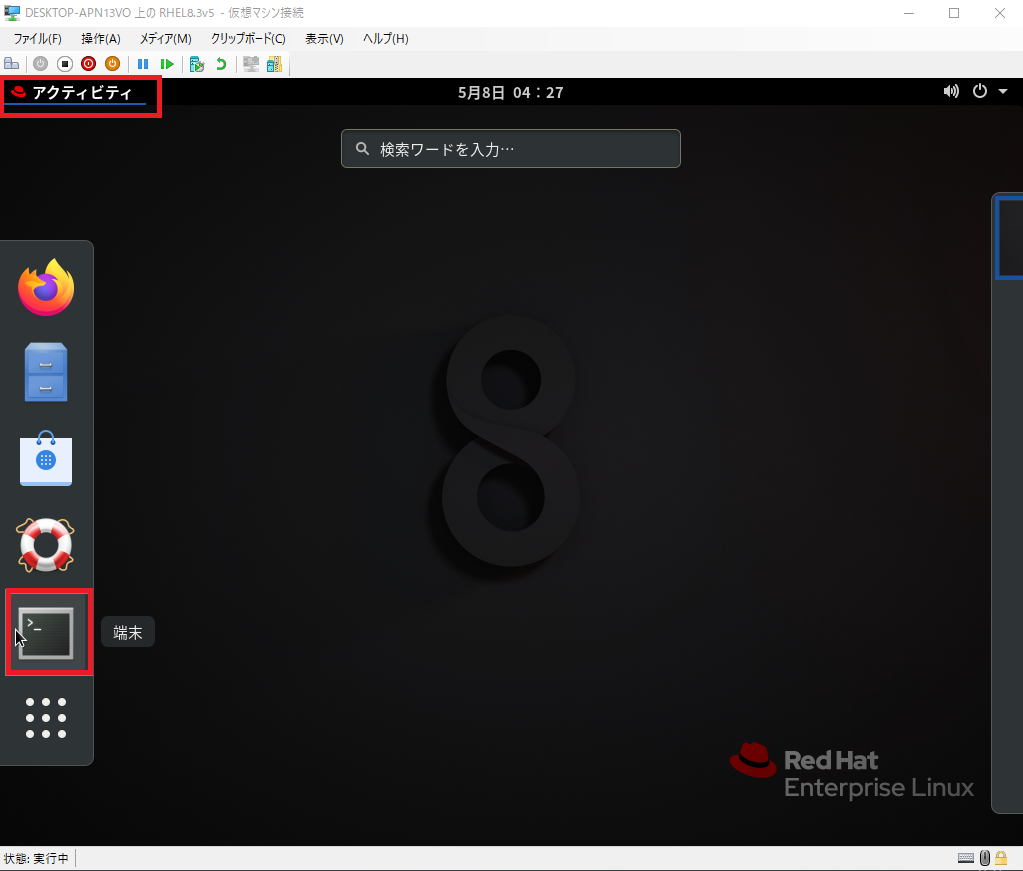 DESKTOP-APN13VO 上の RHEL8.3v5 - 仮想マシン接続
ファイル(F) 操作(A) メディア(M) クリップボード(C) 表示(V) ヘルプ(H)
アクティビティ 5月8日 04：27
検索ワードを入力…
8
>_
端末
Red Hat
Enterprise Linux
状態: 実行中